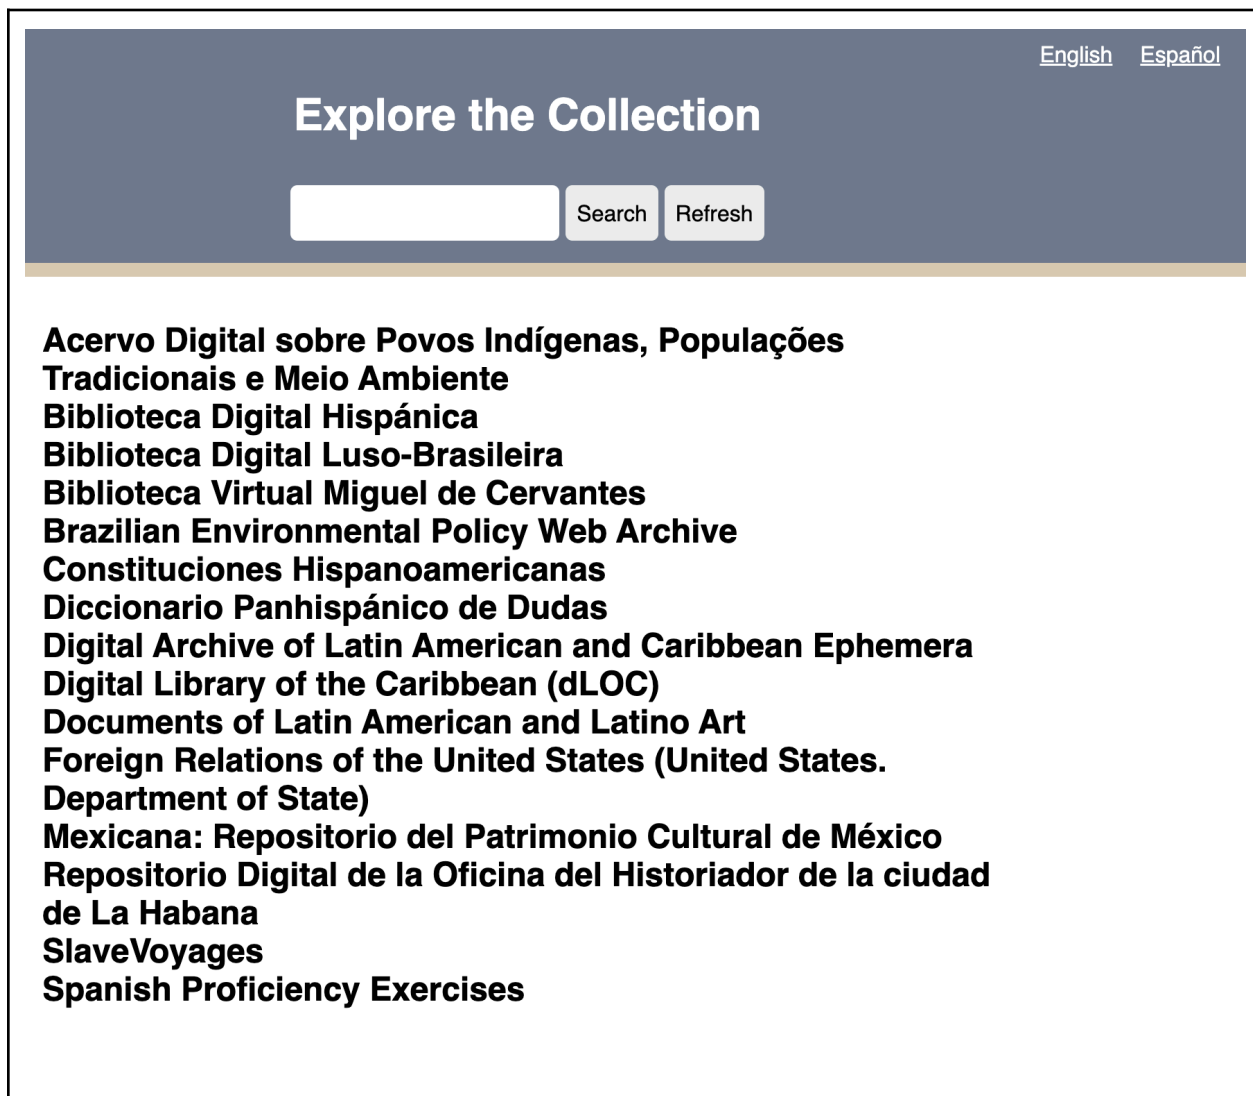 English Español
Explore the Collection
Search Refresh
Acervo Digital sobre Povos Indígenas, Populações
Tradicionais e Meio Ambiente
Biblioteca Digital Hispánica
Biblioteca Digital Luso-Brasileira
Biblioteca Virtual Miguel de Cervantes
Brazilian Environmental Policy Web Archive
Constituciones Hispanoamericanas
Diccionario Panhispánico de Dudas
Digital Archive of Latin American and Caribbean Ephemera
Digital Library of the Caribbean (dLOC)
Documents of Latin American and Latino Art
Foreign Relations of the United States (United States.
Department of State)
Mexicana: Repositorio del Patrimonio Cultural de México
Repositorio Digital de la Oficina del Historiador de la ciudad
de La Habana
SlaveVoyages
Spanish Proficiency Exercises